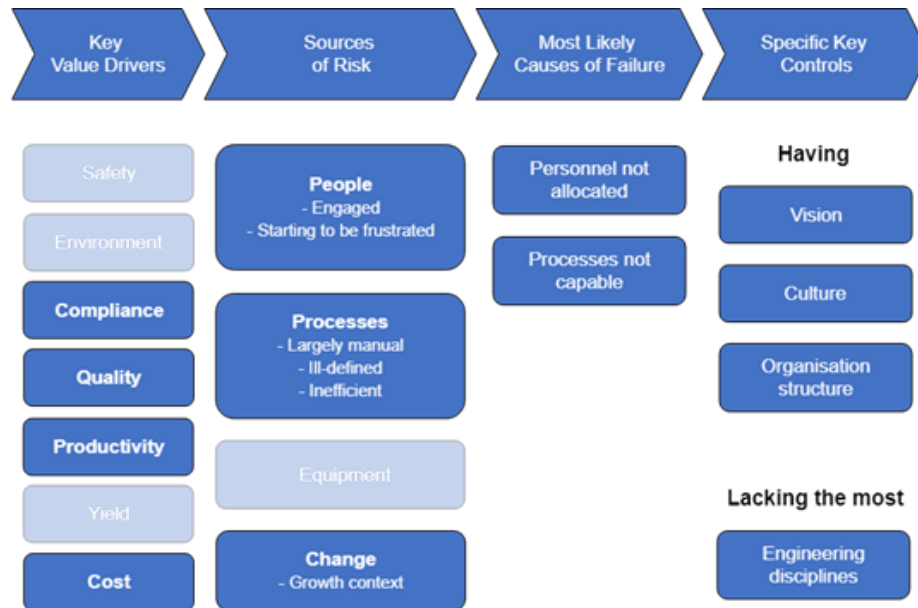 Key
Value Drivers
Sources
of Risk
Most Likely
Causes of Failure
Specific Key
Controls
Safety
Environment
Compliance
Quality
Productivity
Yield
Cost
People
- Engaged
- Starting to be frustrated
Processes
- Largely manual
- Ill-defined
- Inefficient
Equipment
Change
- Growth context
Personnel not
allocated
Processes not
capable
Having
Vision
Culture
Organisation
structure
Lacking the most
Engineering
disciplines